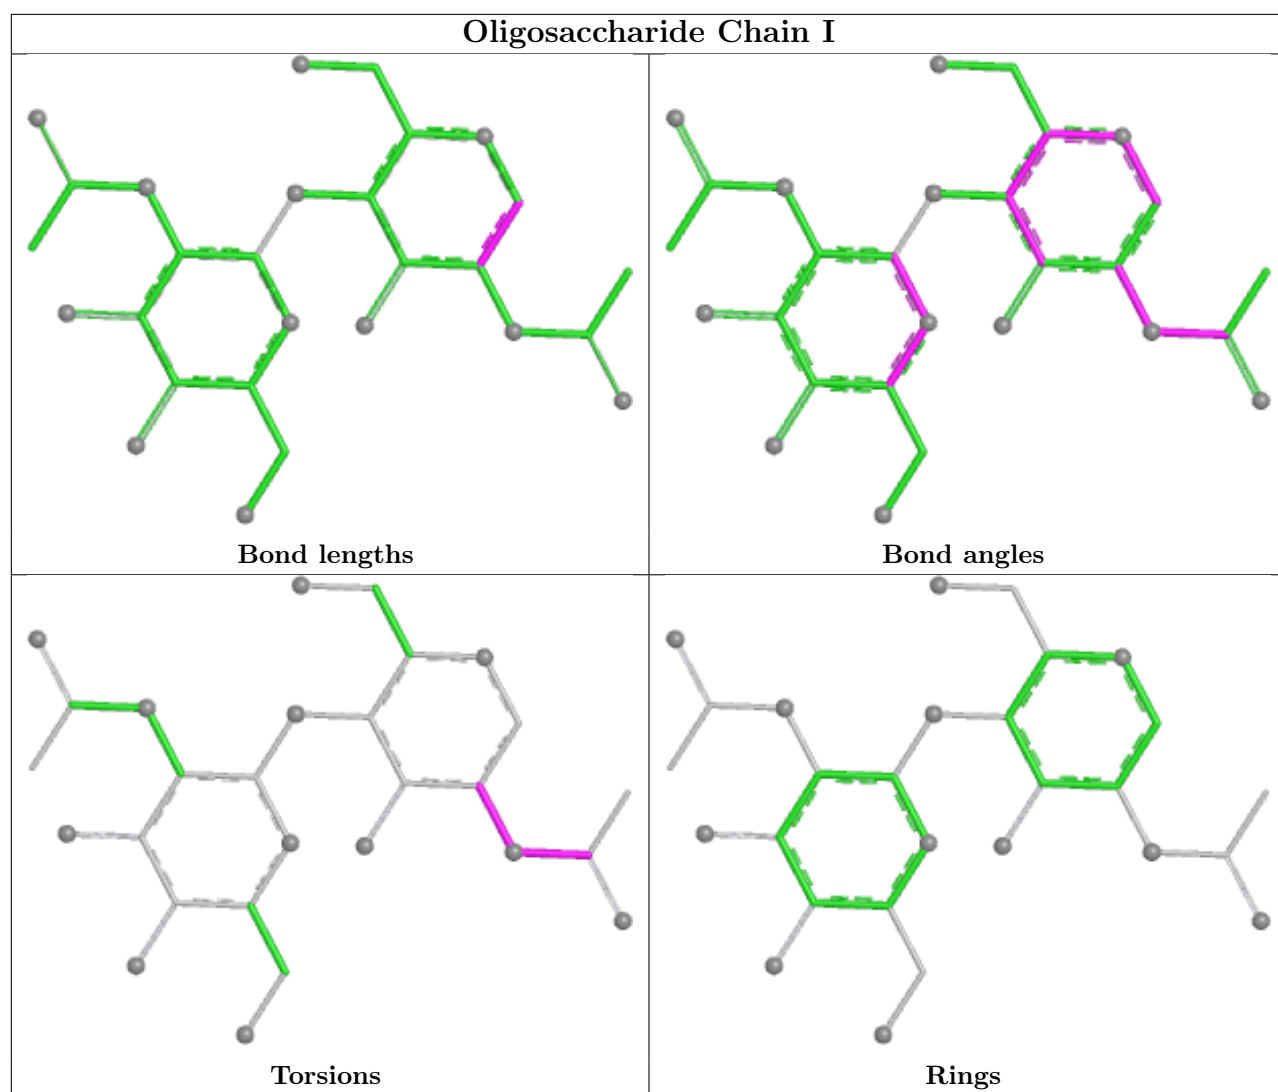 Oligosaccharide Chain I
Bond lengths
Bond angles
Torsions
Rings